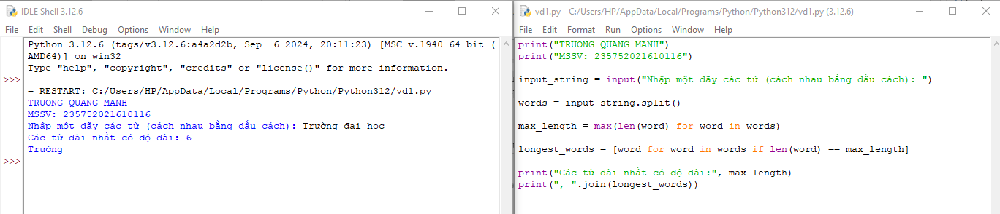 IDLE Shell 3.12.6
File Edit Shell Debug Options Window Help
Python 3.12.6 (tags/v3.12.6:a4a2d2b, Sep  6 2024, 20:11:23) [MSC v.1940 64 bit (
AMD64)] on win32
Type "help", "copyright", "credits" or "license()" for more information.
>>>
= RESTART: C:/Users/HP/AppData/Local/Programs/Python/Python312/vd1.py
TRUONG QUANG MANH
MSSV: 235752021610116
Nhập một dãy các từ (cách nhau bằng dấu cách): Trường đại học
Các từ dài nhất có độ dài: 6
Trường
>>>
vd1.py - C:/Users/HP/AppData/Local/Programs/Python/Python312/vd1.py (3.12.6)
File Edit Format Run Options Window Help
print("TRUONG QUANG MANH")
print("MSSV: 235752021610116")
input_string = input("Nhập một dãy các từ (cách nhau bằng dấu cách): ")
words = input_string.split()
max_length = max(len(word) for word in words)
longest_words = [word for word in words if len(word) == max_length]
print("Các từ dài nhất có độ dài:", max_length)
print(", ".join(longest_words))